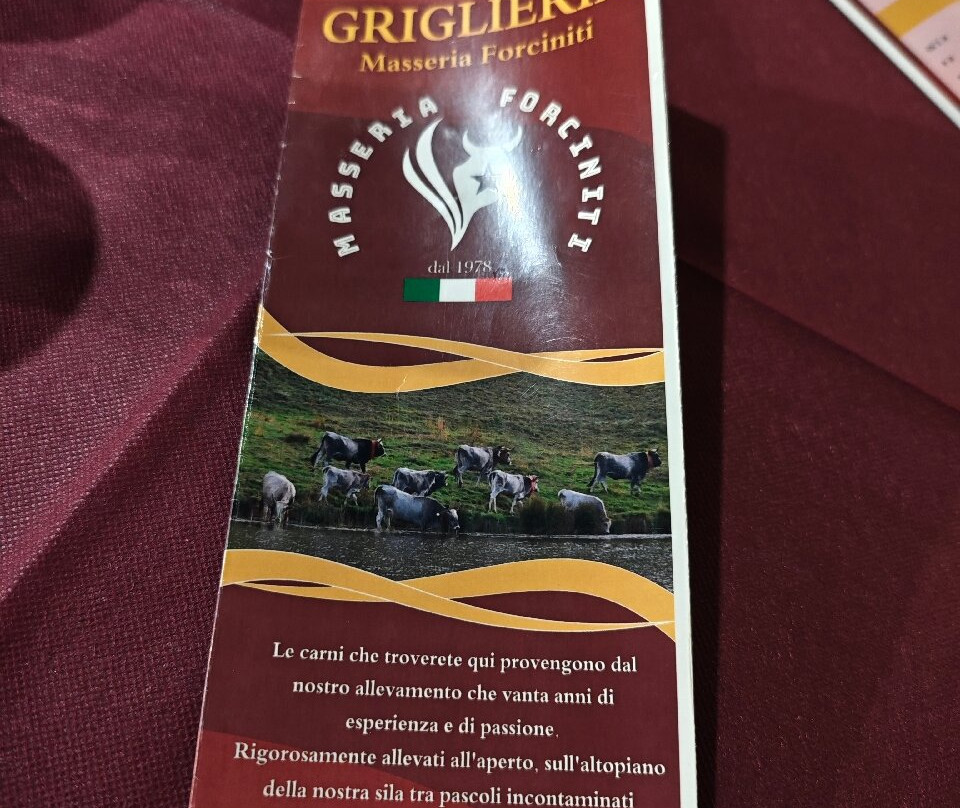 GRIGLIERIA
Masseria Forciniti
MASSERIA FORCINITI
dal 1978
Le carni che troverete qui provengono dal
nostro allevamento che vanta anni di
esperienza e di passione.
Rigorosamente allevati all'aperto, sull'altopiano
della nostra sila tra pascoli incontaminati